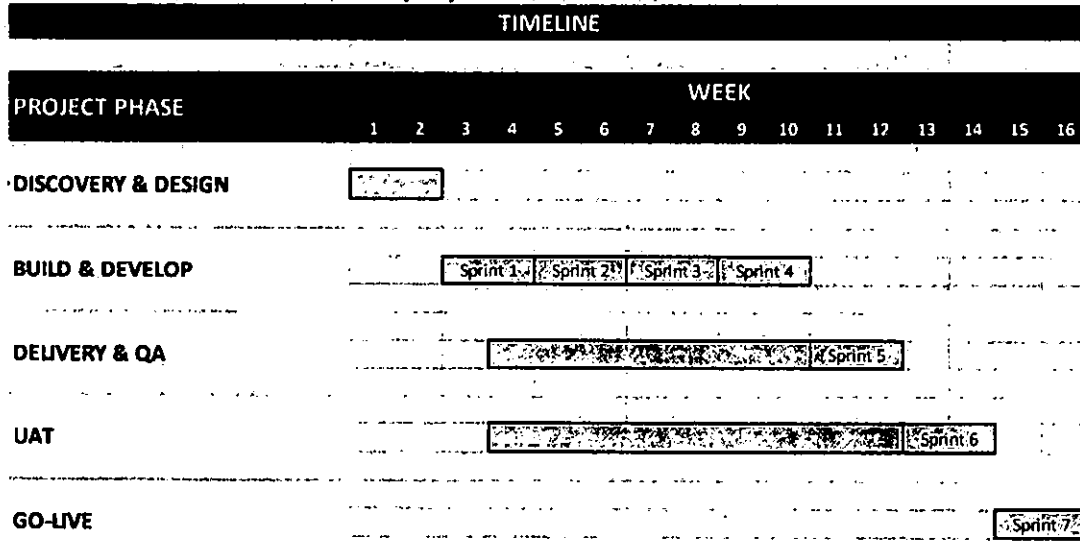 TIMELINE
PROJECT PHASE
WEEK
1 2 3 4 5 6 7 8 9 10 11 12 13 14 15 16
DISCOVERY & DESIGN
BUILD & DEVELOP Sprint 1 Sprint 2 Sprint 3 Sprint 4
DELIVERY & QA Sprint 5
UAT Sprint 6
GO-LIVE Sprint 7